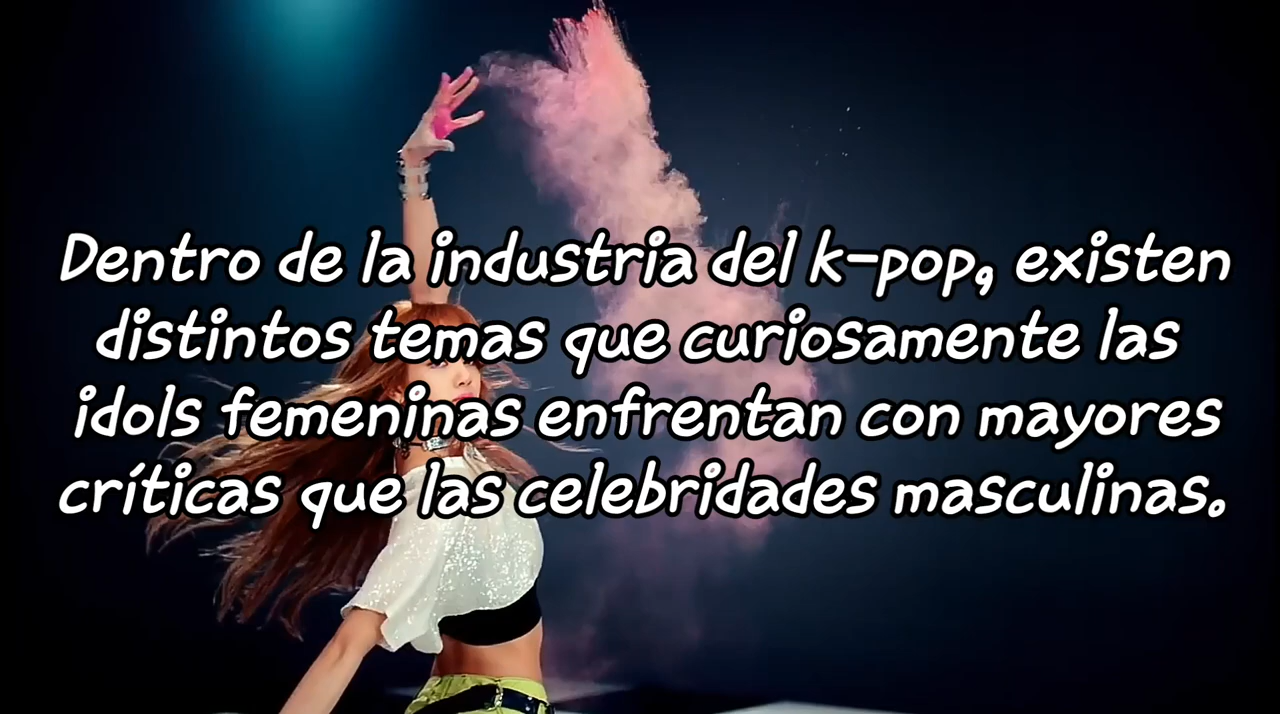 Dentro de la industria del k-pop, existen
distintos temas que curiosamente las
idols femeninas enfrentan con mayores
críticas que las celebridades masculinas.